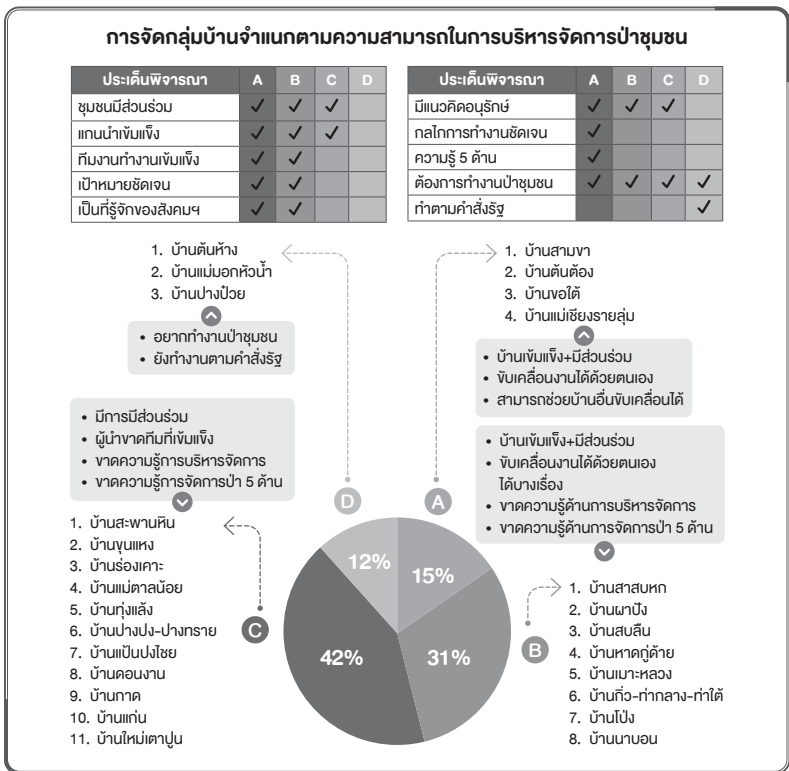 การจัดกลุ่มบ้านจำแนกตามความสามารถในการบริหารจัดการป่าชุมชน
ประเด็นพิจารณา A B C D
ชุมชนมีส่วนร่วม ✓ ✓ ✓
แกนนำเข้มแข็ง ✓ ✓ ✓
ทีมงานทำงานเข้มแข็ง ✓ ✓
เป้าหมายชัดเจน ✓ ✓
เป็นที่รู้จักของสังคมฯ ✓ ✓
ประเด็นพิจารณา A B C D
มีแนวคิดอนุรักษ์ ✓ ✓ ✓
กลไกการทำงานชัดเจน ✓
ความรู้ 5 ด้าน ✓
ต้องการทำงานป่าชุมชน ✓ ✓ ✓ ✓
ทำตามคำสั่งรัฐ ✓
1. บ้านต้นห้าง
2. บ้านแม่มอกหัวน้ำ
3. บ้านปางป๋วย
• อยากทำงานป่าชุมชน
• ยังทำงานตามคำสั่งรัฐ
1. บ้านสามขา
2. บ้านต้นต้อง
3. บ้านขอใต้
4. บ้านแม่เชียงรายลุ่ม
• บ้านเข้มแข็ง+มีส่วนร่วม
• ขับเคลื่อนงานได้ด้วยตนเอง
• สามารถช่วยบ้านอื่นขับเคลื่อนได้
• มีการมีส่วนร่วม
• ผู้นำขาดทีมที่เข้มแข็ง
• ขาดความรู้การบริหารจัดการ
• ขาดความรู้การจัดการป่า 5 ด้าน
• บ้านเข้มแข็ง+มีส่วนร่วม
• ขับเคลื่อนงานได้ด้วยตนเอง
ได้บางเรื่อง
• ขาดความรู้ด้านการบริหารจัดการ
• ขาดความรู้ด้านการจัดการป่า 5 ด้าน
1. บ้านสะพานหิน
2. บ้านขุนแหง
3. บ้านร่องเคาะ
4. บ้านแม่ตาลน้อย
5. บ้านทุ่งแล้ง
6. บ้านปางปง-ปางทราย
7. บ้านแป้นปงไชย
8. บ้านดอนงาน
9. บ้านกาด
10. บ้านแก่น
11. บ้านใหม่เตาปูน
D
A
C
B
12%
15%
42%
31%
1. บ้านสาสบหก
2. บ้านผาปัง
3. บ้านสบลืน
4. บ้านหาดกู่ด้าย
5. บ้านเมาะหลวง
6. บ้านกิ่ว-ท่ากลาง-ท่าใต้
7. บ้านโป่ง
8. บ้านนาบอน